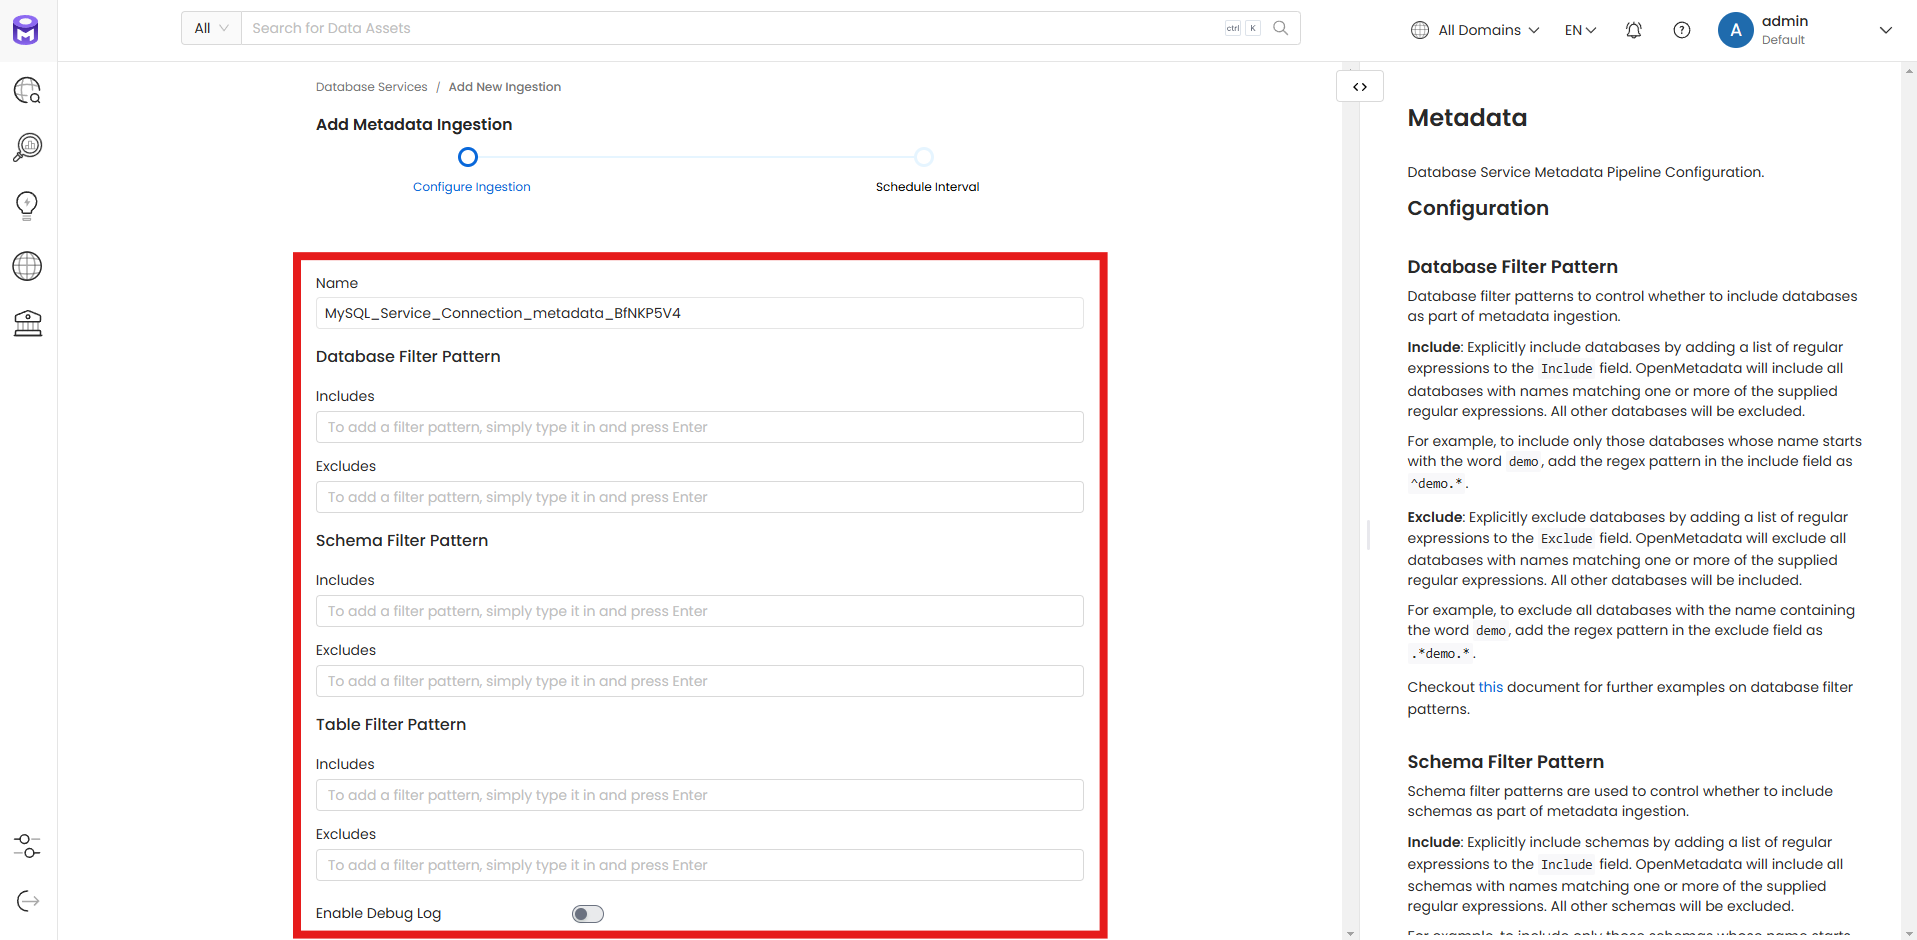 All
Search for Data Assets
ctrl K
All Domains
EN
A
admin
Default
Database Services / Add New Ingestion
Add Metadata Ingestion
Configure Ingestion
Schedule Interval
Name
MySQL_Service_Connection_metadata_BfNKP5V4
Database Filter Pattern
Includes
To add a filter pattern, simply type it in and press Enter
Excludes
To add a filter pattern, simply type it in and press Enter
Schema Filter Pattern
Includes
To add a filter pattern, simply type it in and press Enter
Excludes
To add a filter pattern, simply type it in and press Enter
Table Filter Pattern
Includes
To add a filter pattern, simply type it in and press Enter
Excludes
To add a filter pattern, simply type it in and press Enter
Enable Debug Log
Metadata
Database Service Metadata Pipeline Configuration.
Configuration
Database Filter Pattern
Database filter patterns to control whether to include databases
as part of metadata ingestion.
Include: Explicitly include databases by adding a list of regular
expressions to the Include field. OpenMetadata will include all
databases with names matching one or more of the supplied
regular expressions. All other databases will be excluded.
For example, to include only those databases whose name starts
with the word demo, add the regex pattern in the include field as
^demo.*.
Exclude: Explicitly exclude databases by adding a list of regular
expressions to the Exclude field. OpenMetadata will exclude all
databases with names matching one or more of the supplied
regular expressions. All other databases will be included.
For example, to exclude all databases with the name containing
the word demo, add the regex pattern in the exclude field as
.*demo.*.
Checkout this document for further examples on database filter
patterns.
Schema Filter Pattern
Schema filter patterns are used to control whether to include
schemas as part of metadata ingestion.
Include: Explicitly include schemas by adding a list of regular
expressions to the Include field. OpenMetadata will include all
schemas with names matching one or more of the supplied
regular expressions. All other schemas will be excluded.
For example, to include only those schemas whose name starts